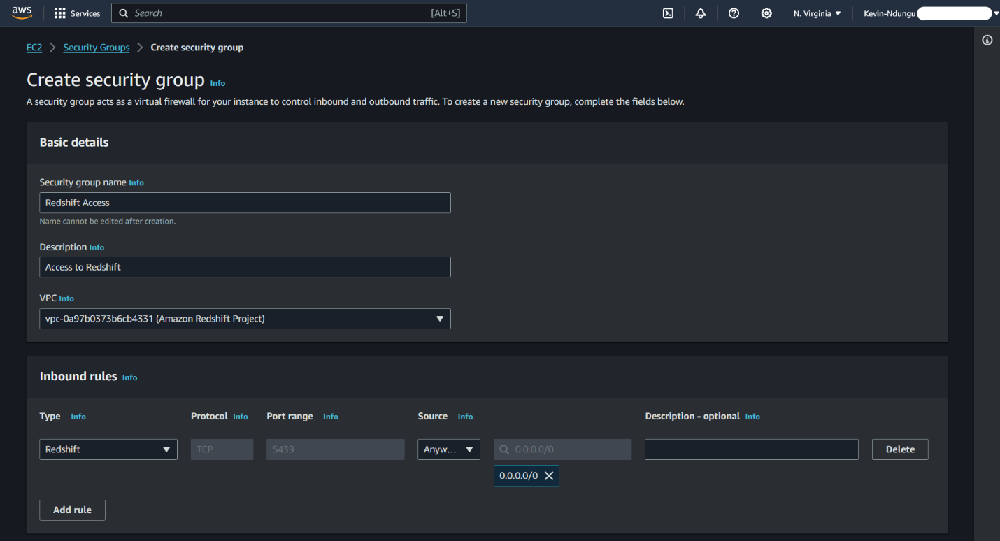 aws Services Search [Alt+S] N. Virginia Kevin-Ndungu
EC2 Security Groups Create security group
Create security group Info
A security group acts as a virtual firewall for your instance to control inbound and outbound traffic. To create a new security group, complete the fields below.
Basic details
Security group name Info
Redshift Access
Name cannot be edited after creation.
Description Info
Access to Redshift
VPC Info
vpc-0a97b0373b6cb4331 (Amazon Redshift Project)
Inbound rules Info
Type Info Protocol Info Port range Info Source Info Description - optional Info
Redshift TCP 5439 Anyw... 0.0.0.0/0 Delete
0.0.0.0/0
Add rule